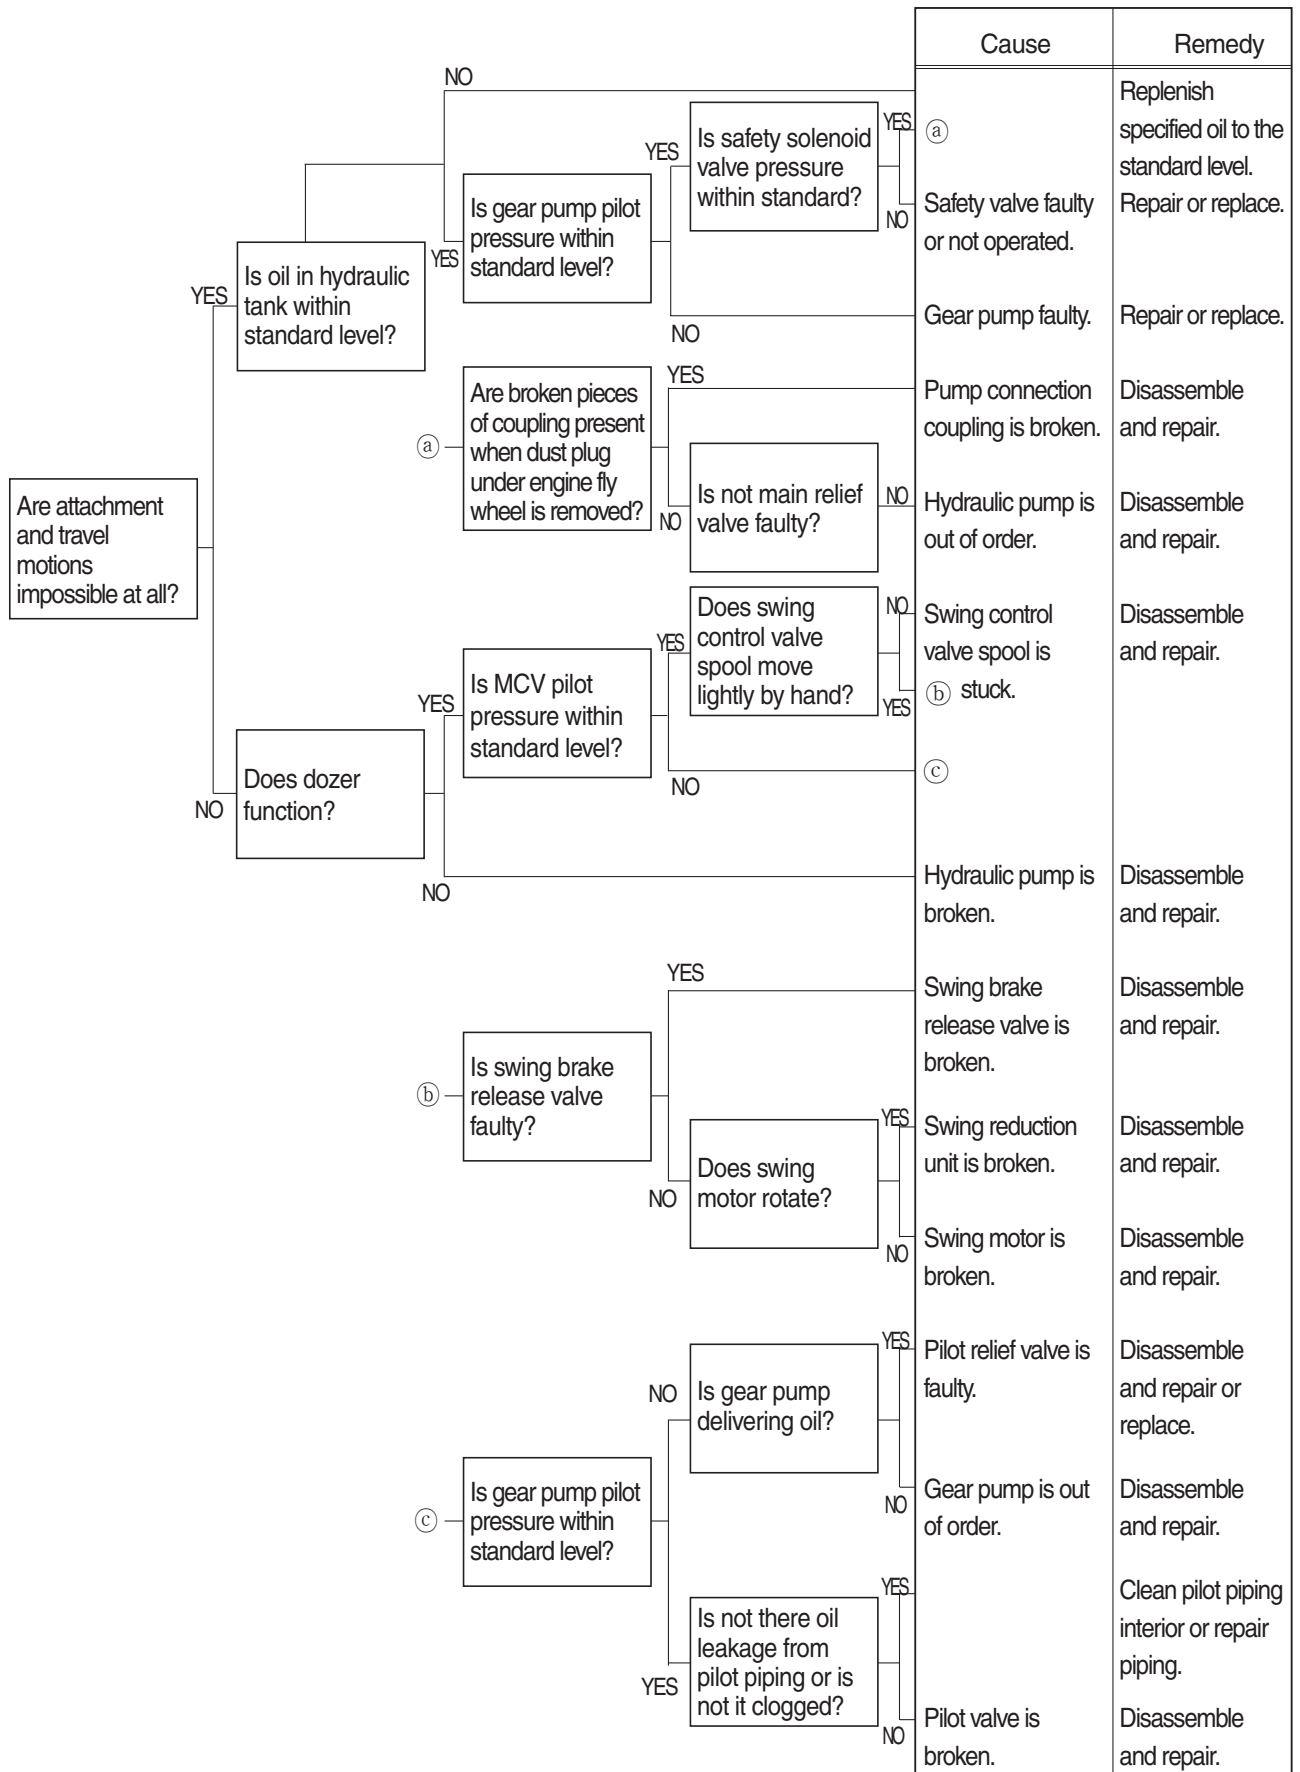 Cause
Remedy
NO
Replenish
specified oil to the
standard level.
YES
Is safety solenoid
valve pressure
within standard?
YES
ⓐ
NO
Safety valve faulty
or not operated.
Repair or replace.
Is gear pump pilot
pressure within
standard level?
YES
YES
Is oil in hydraulic
tank within
standard level?
NO
Gear pump faulty.
Repair or replace.
ⓐ
Are broken pieces
of coupling present
when dust plug
under engine fly
wheel is removed?
YES
Pump connection
coupling is broken.
Disassemble
and repair.
NO
Is not main relief
valve faulty?
NO
Hydraulic pump is
out of order.
Disassemble
and repair.
Are attachment
and travel
motions
impossible at all?
Does swing
control valve
spool move
lightly by hand?
NO
Swing control
valve spool is
ⓑ stuck.
Disassemble
and repair.
YES
YES
YES
Is MCV pilot
pressure within
standard level?
NO
ⓒ
NO
Does dozer
function?
NO
Hydraulic pump is
broken.
Disassemble
and repair.
YES
Swing brake
release valve is
broken.
Disassemble
and repair.
ⓑ
Is swing brake
release valve
faulty?
NO
Does swing
motor rotate?
YES
Swing reduction
unit is broken.
Disassemble
and repair.
NO
Swing motor is
broken.
Disassemble
and repair.
NO
Is gear pump
delivering oil?
YES
Pilot relief valve is
faulty.
Disassemble
and repair or
replace.
NO
Gear pump is out
of order.
Disassemble
and repair.
ⓒ
Is gear pump pilot
pressure within
standard level?
YES
Is not there oil
leakage from
pilot piping or is
not it clogged?
YES
Clean pilot piping
interior or repair
piping.
NO
Pilot valve is
broken.
Disassemble
and repair.